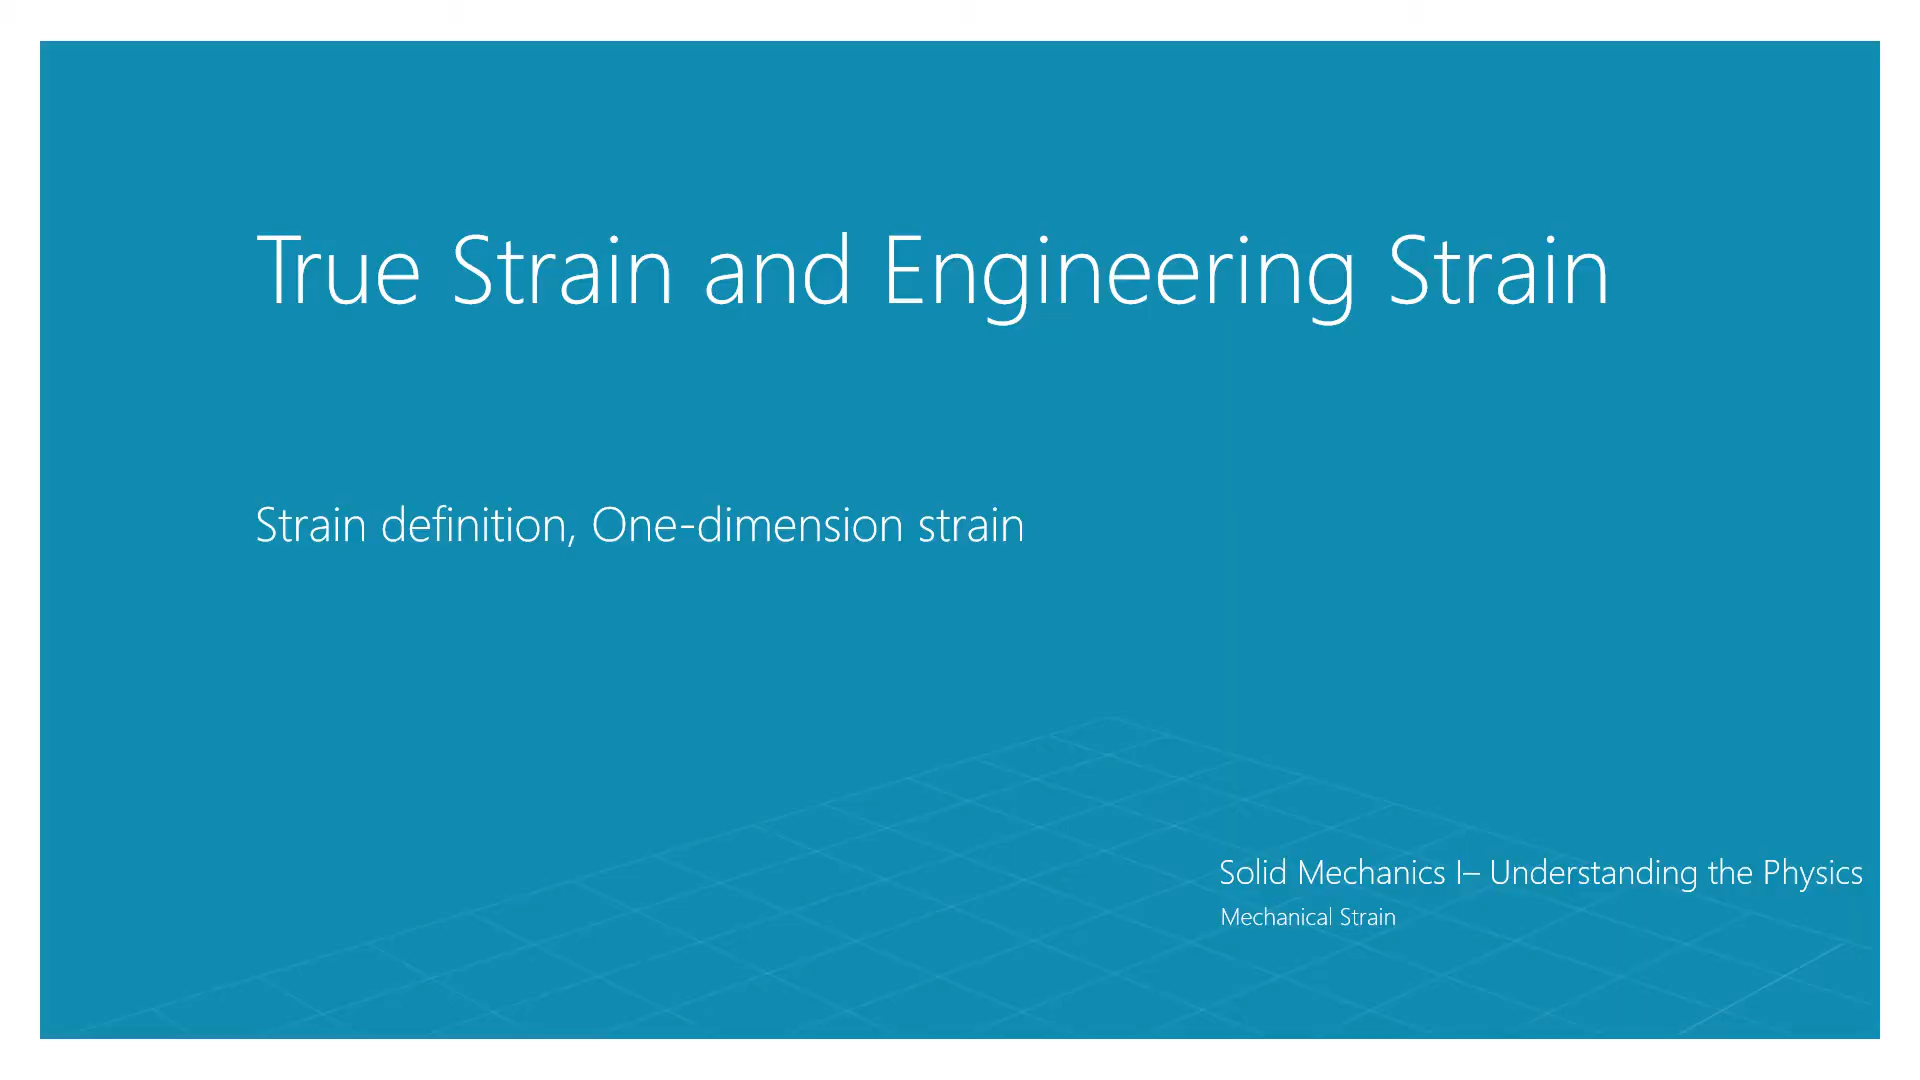 True Strain and Engineering Strain
Strain definition, One-dimension strain
Solid Mechanics I– Understanding the Physics
Mechanical Strain